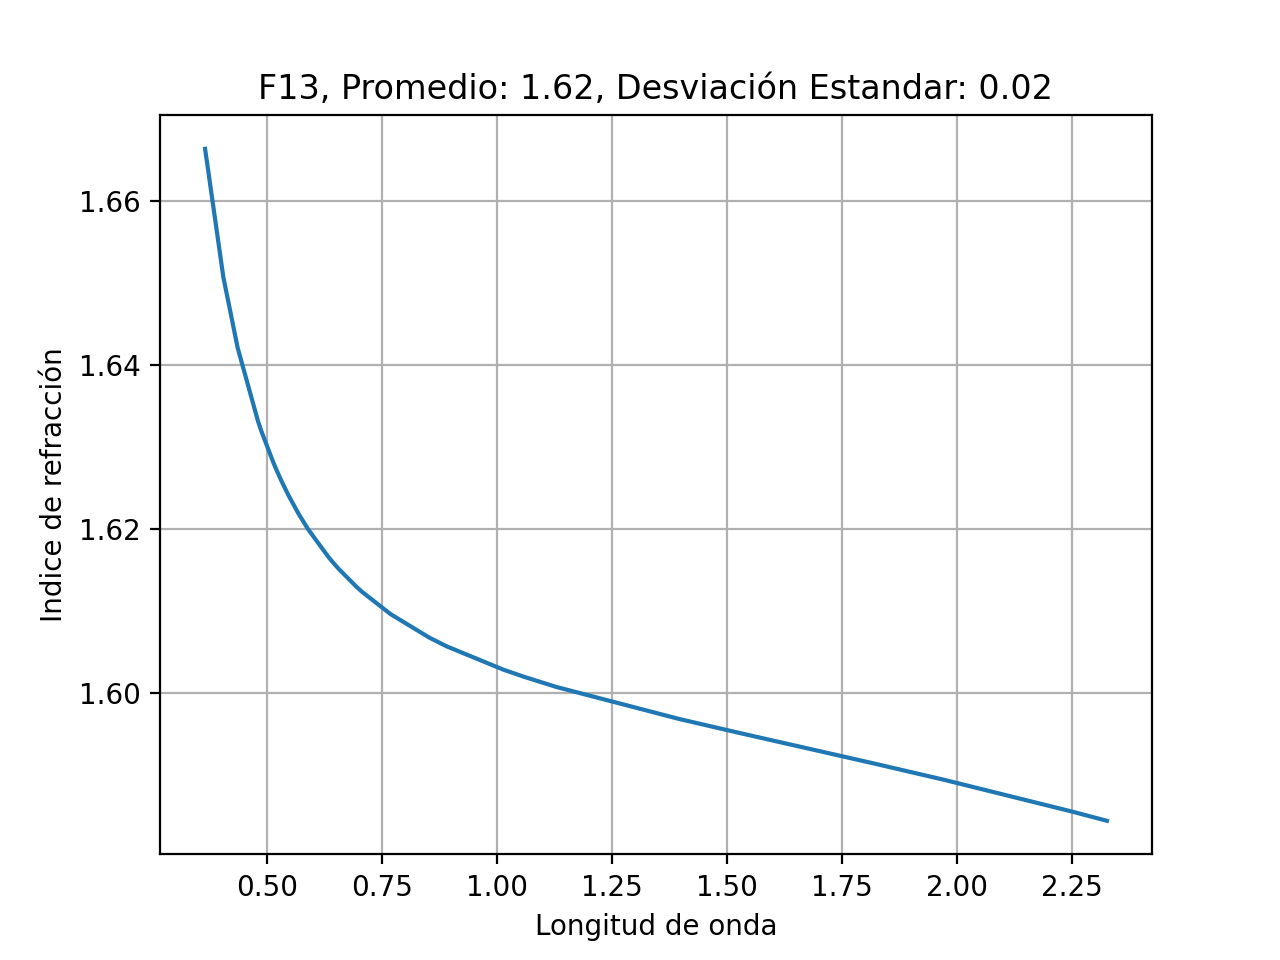 F13, Promedio: 1.62, Desviación Estandar: 0.02
1.66
1.64
1.62
1.60
Indice de refracción
0.50 0.75 1.00 1.25 1.50 1.75 2.00 2.25
Longitud de onda